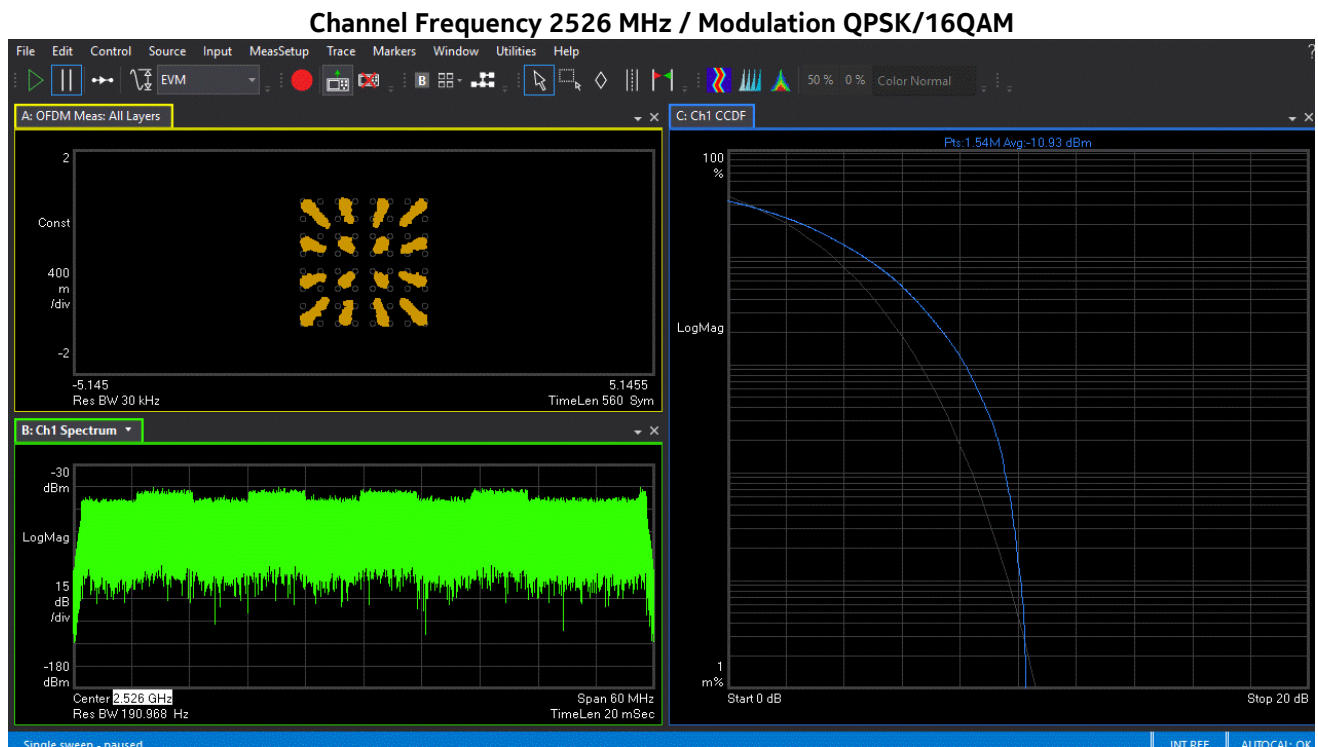 Channel Frequency 2526 MHz / Modulation QPSK/16QAM
File Edit Control Source Input MeasSetup Trace Markers Window Utilities Help ?
EVM B 50 % 0 % Color Normal
A: OFDM Meas: All Layers
2
Const
400
m
/div
-2
-5.145 5.1455
Res BW 30 kHz TimeLen 560 Sym
B: Ch1 Spectrum
-30
dBm
LogMag
15
dB
/div
-180
dBm
Center 2.526 GHz Span 60 MHz
Res BW 190.968 Hz TimeLen 20 mSec
C: Ch1 CCDF
Pts:1.54M Avg:-10.93 dBm
100
%
LogMag
1
m%
Start 0 dB Stop 20 dB
Single sweep - paused INT REF AUTOCAL: OK